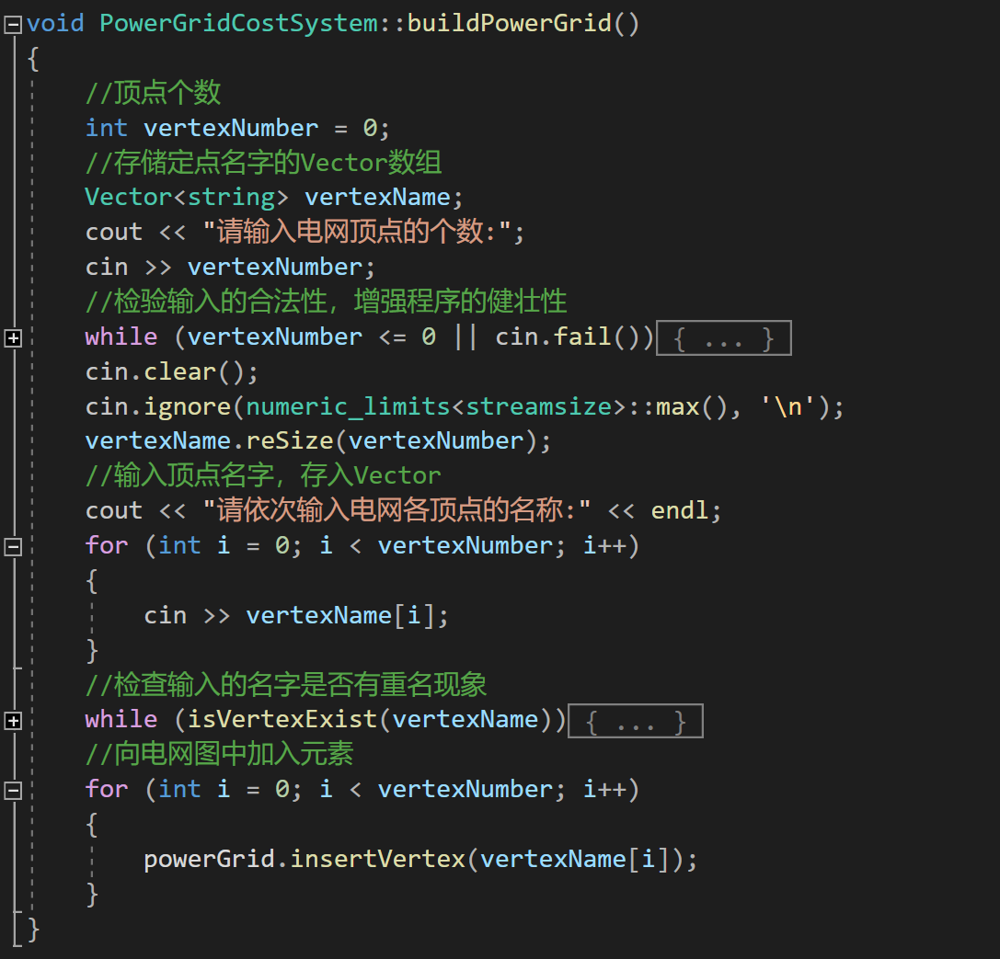 void PowerGridCostSystem::buildPowerGrid()
{
//顶点个数
int vertexNumber = 0;
//存储定点名字的Vector数组
Vector<string> vertexName;
cout << "请输入电网顶点的个数:";
cin >> vertexNumber;
//检验输入的合法性，增强程序的健壮性
while (vertexNumber <= 0 || cin.fail()){ ... }
cin.clear();
cin.ignore(numeric_limits<streamsize>::max(), '\n');
vertexName.reSize(vertexNumber);
//输入顶点名字，存入Vector
cout << "请依次输入电网各顶点的名称:" << endl;
for (int i = 0; i < vertexNumber; i++)
{
cin >> vertexName[i];
}
//检查输入的名字是否有重名现象
while (isVertexExist(vertexName)){ ... }
//向电网图中加入元素
for (int i = 0; i < vertexNumber; i++)
{
powerGrid.insertVertex(vertexName[i]);
}
}